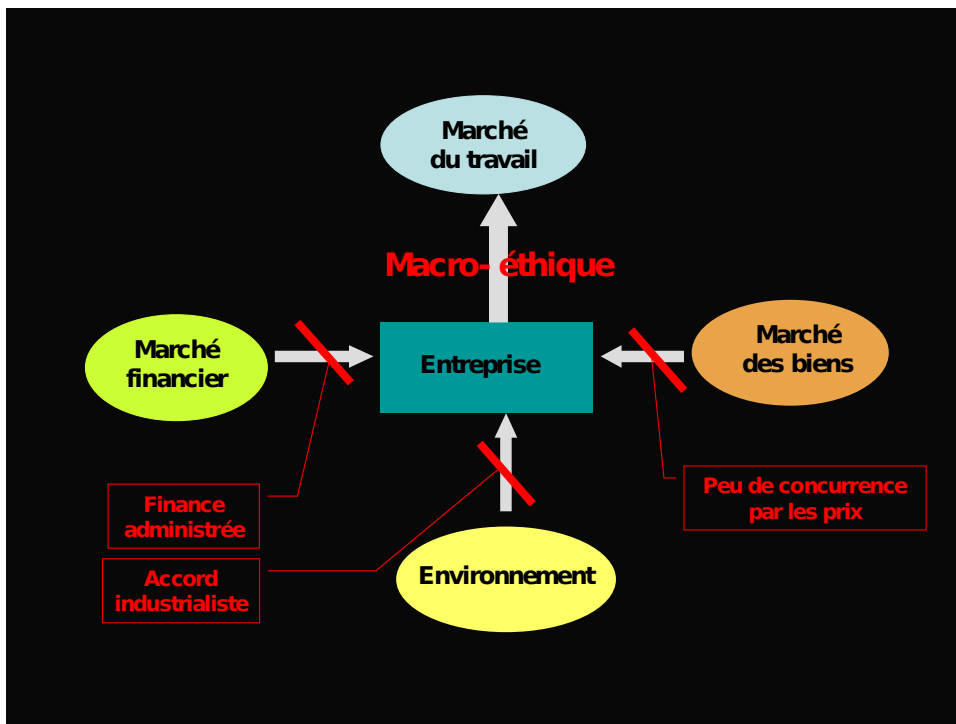 Marché
du travail
Macro- éthique
Marché
financier
Entreprise
Marché
des biens
Finance
administrée
Peu de concurrence
par les prix
Accord
industrialiste
Environnement